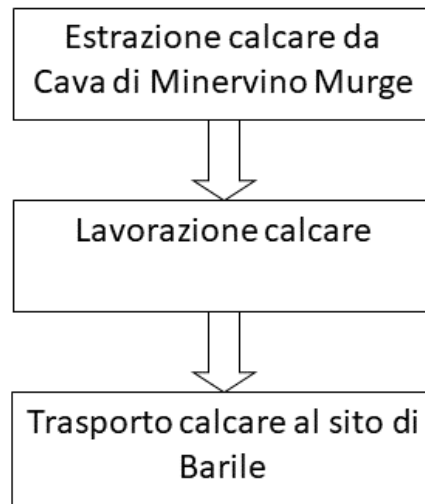 Estrazione calcare da
Cava di Minervino Murge
Lavorazione calcare
Trasporto calcare al sito di
Barile